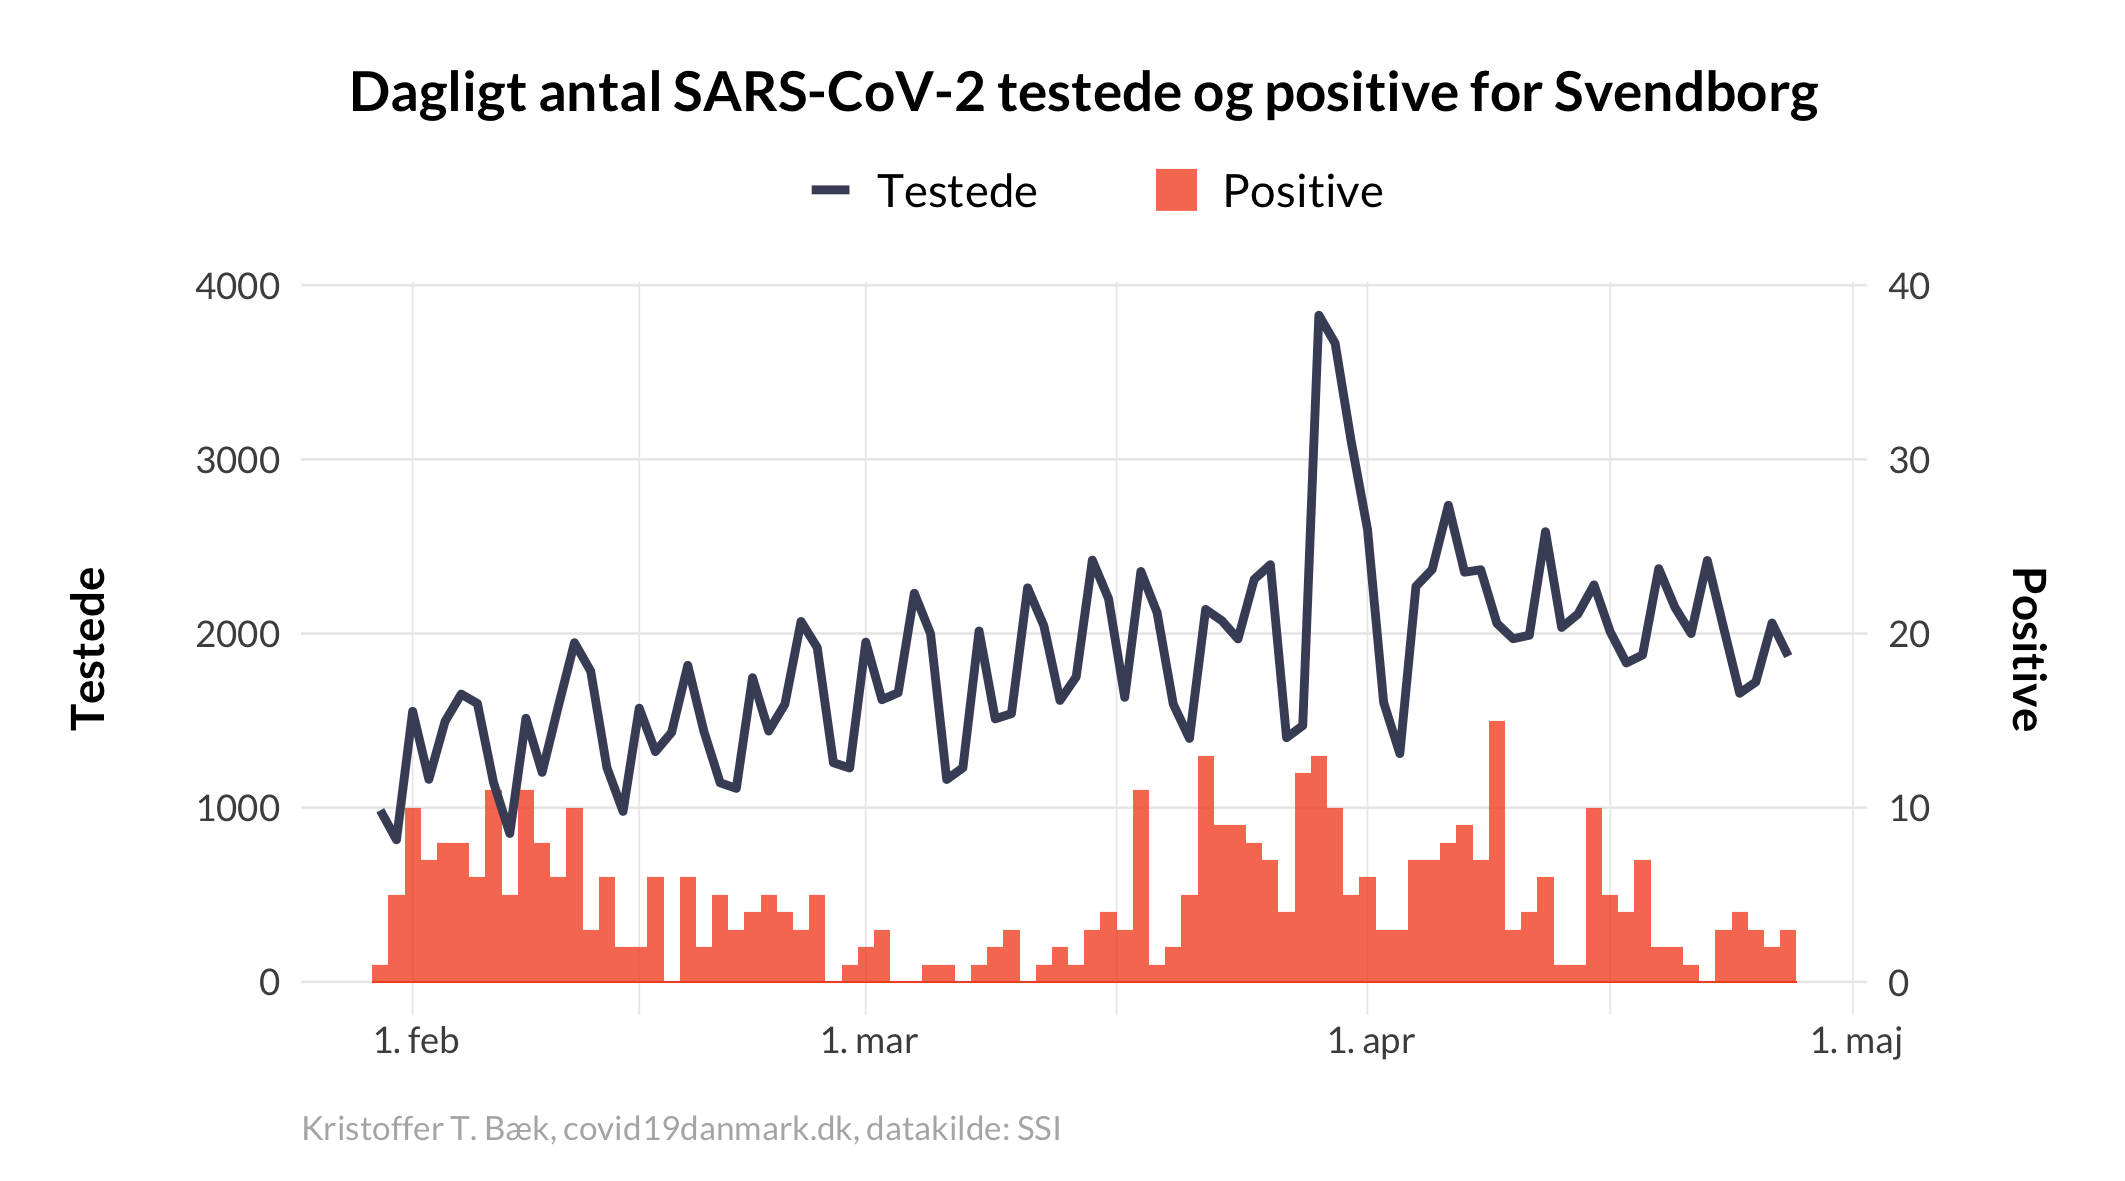 Dagligt antal SARS-CoV-2 testede og positive for Svendborg
Testede Positive
4000 40
3000 30
2000 20
1000 10
0 0
Testede
Positive
1. feb 1. mar 1. apr 1. maj
Kristoffer T. Bæk, covid19danmark.dk, datakilde: SSI